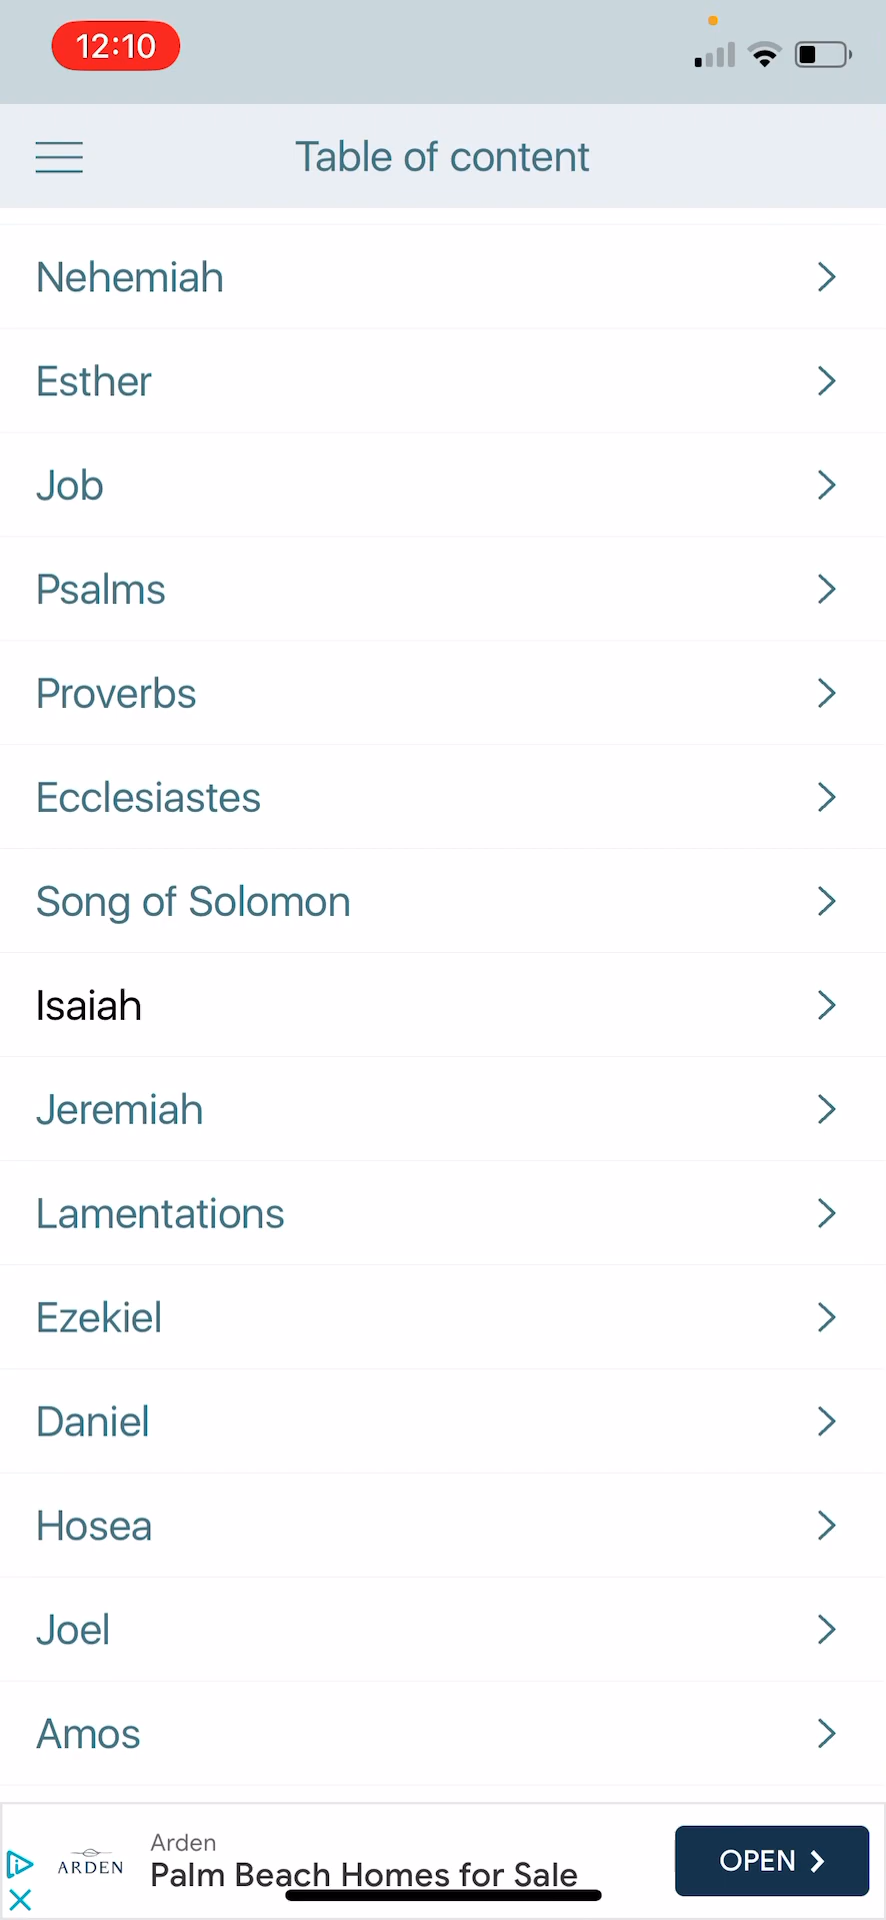 12:10
Table of content
Nehemiah
Esther
Job
Psalms
Proverbs
Ecclesiastes
Song of Solomon
Isaiah
Jeremiah
Lamentations
Ezekiel
Daniel
Hosea
Joel
Amos
Arden
ARDEN
Palm Beach Homes for Sale
OPEN